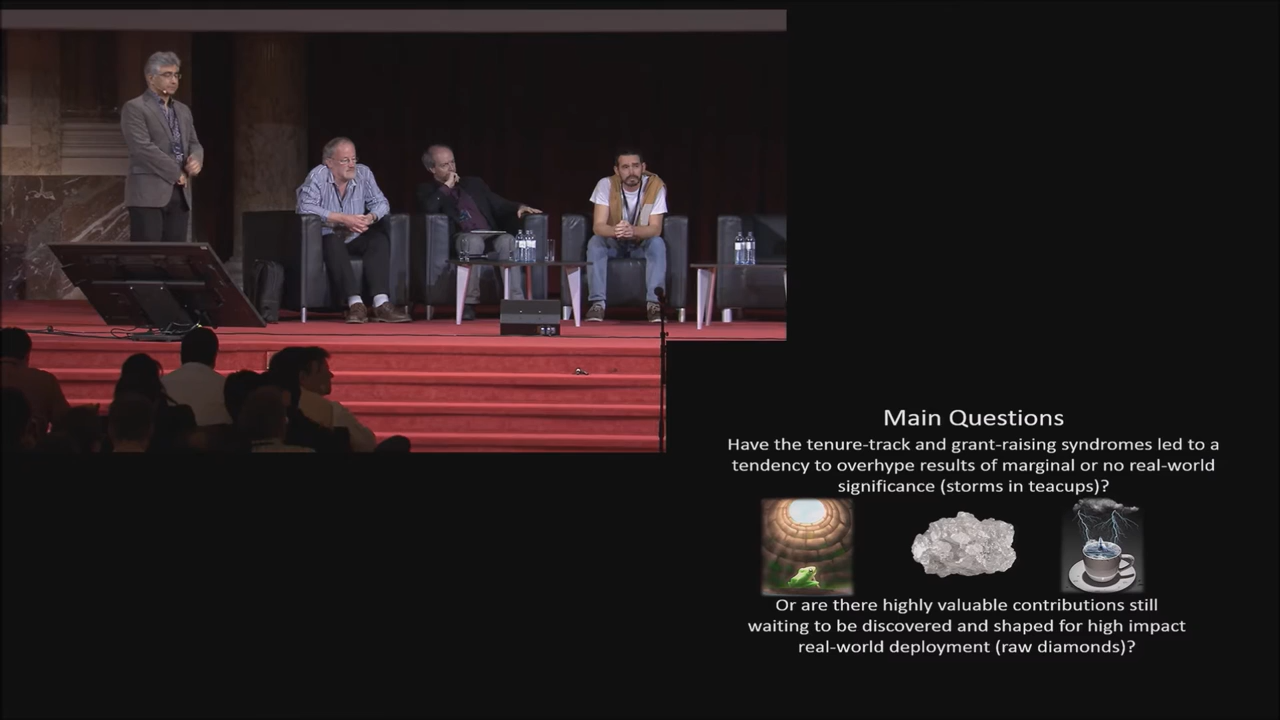 Main Questions
Have the tenure-track and grant-raising syndromes led to a
tendency to overhype results of marginal or no real-world
significance (storms in teacups)?
Or are there highly valuable contributions still
waiting to be discovered and shaped for high impact
real-world deployment (raw diamonds)?